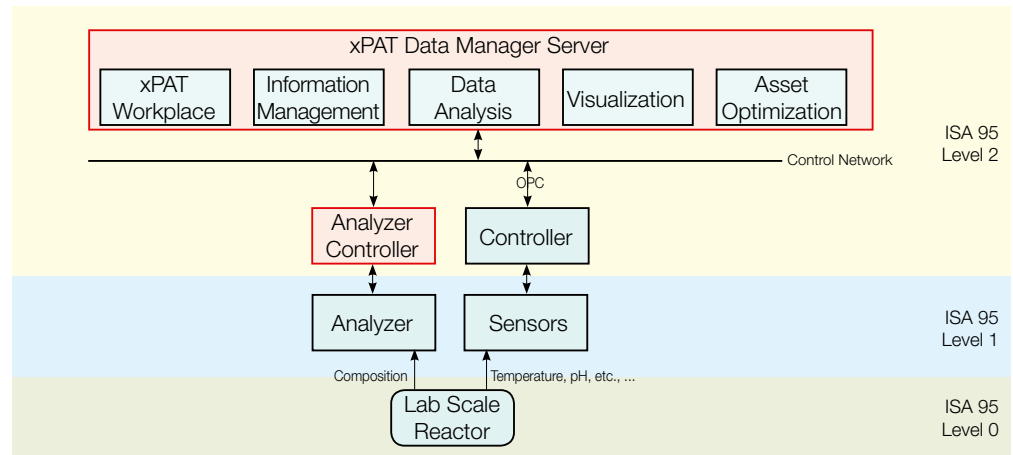 xPAT Data Manager Server
xPAT
Workplace
Information
Management
Data
Analysis
Visualization
Asset
Optimization
ISA 95
Level 2
Control Network
OPC
Analyzer
Controller
Controller
Analyzer
Sensors
ISA 95
Level 1
Composition
Temperature, pH, etc., ...
Lab Scale
Reactor
ISA 95
Level 0